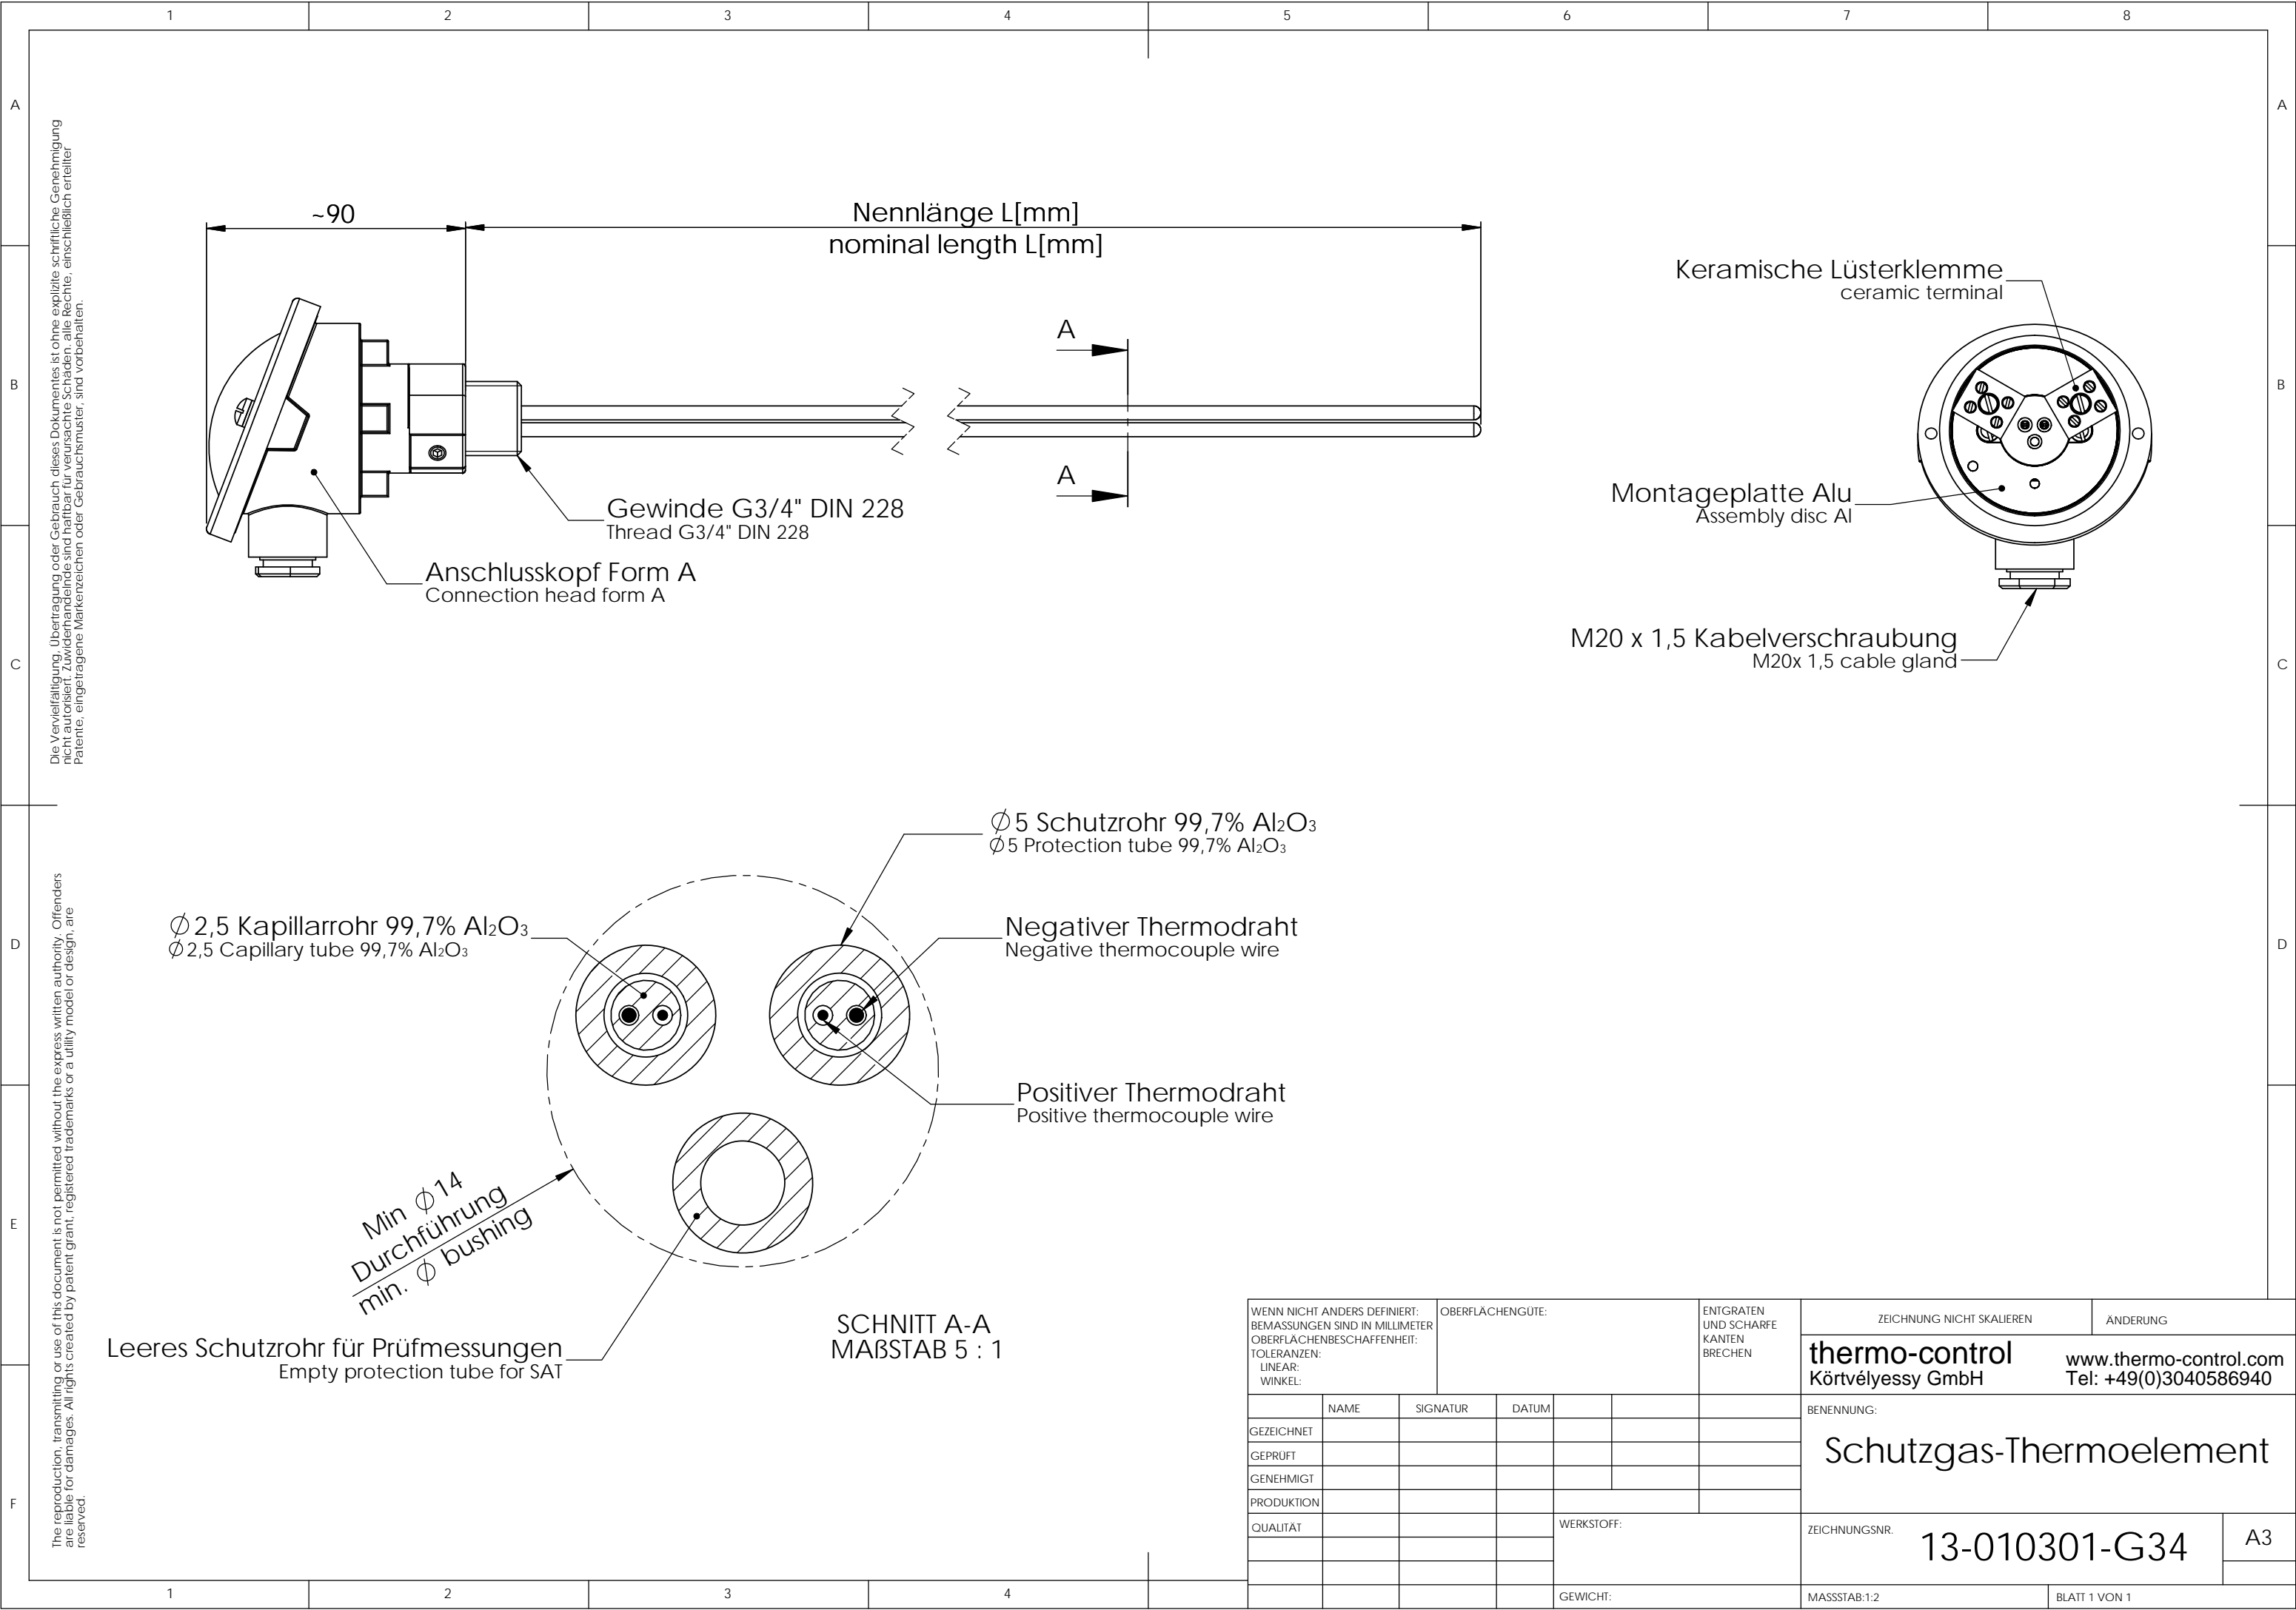 1 2 3 4 5 6 7 8
A
A
B
B
C
C
D
D
E
F
1 2 3 4
Die Vervielfältigung, Übertragung oder Gebrauch dieses Dokumentes ist ohne explizite schriftliche Genehmigung
nicht autorisiert. Zuwiderhandelnde sind haftbar für verursachte Schäden. alle Rechte, einschließlich erteilter
Patente, eingetragene Markenzeichen oder Gebrauchsmuster, sind vorbehalten.
The reproduction, transmitting or use of this document is not permitted without the express written authority. Offenders
are liable for damages. All rights created by patent grant, registered trademarks or a utility model or design, are
reserved.
~90
Nennlänge L[mm]
nominal length L[mm]
A
A
Gewinde G3/4" DIN 228
Thread G3/4" DIN 228
Anschlusskopf Form A
Connection head form A
Keramische Lüsterklemme
ceramic terminal
Montageplatte Alu
Assembly disc Al
M20 x 1,5 Kabelverschraubung
M20x 1,5 cable gland
∅5 Schutzrohr 99,7% Al₂O₃
∅5 Protection tube 99,7% Al₂O₃
∅2,5 Kapillarrohr 99,7% Al₂O₃
∅2,5 Capillary tube 99,7% Al₂O₃
Negativer Thermodraht
Negative thermocouple wire
Positiver Thermodraht
Positive thermocouple wire
Min ∅14
Durchführung
min. ∅ bushing
Leeres Schutzrohr für Prüfmessungen
Empty protection tube for SAT
SCHNITT A-A
MAßSTAB 5 : 1
WENN NICHT ANDERS DEFINIERT:
BEMASSUNGEN SIND IN MILLIMETER
OBERFLÄCHENBESCHAFFENHEIT:
TOLERANZEN:
LINEAR:
WINKEL:
OBERFLÄCHENGÜTE:
ENTGRATEN
UND SCHARFE
KANTEN
BRECHEN
ZEICHNUNG NICHT SKALIEREN
ÄNDERUNG
thermo-control
Körtvélyessy GmbH
www.thermo-control.com
Tel: +49(0)3040586940
NAME SIGNATUR DATUM
GEZEICHNET
GEPRÜFT
GENEHMIGT
PRODUKTION
QUALITÄT
BENENNUNG:
Schutzgas-Thermoelement
WERKSTOFF:
ZEICHNUNGSNR.
13-010301-G34
A3
GEWICHT:
MASSSTAB:1:2
BLATT 1 VON 1